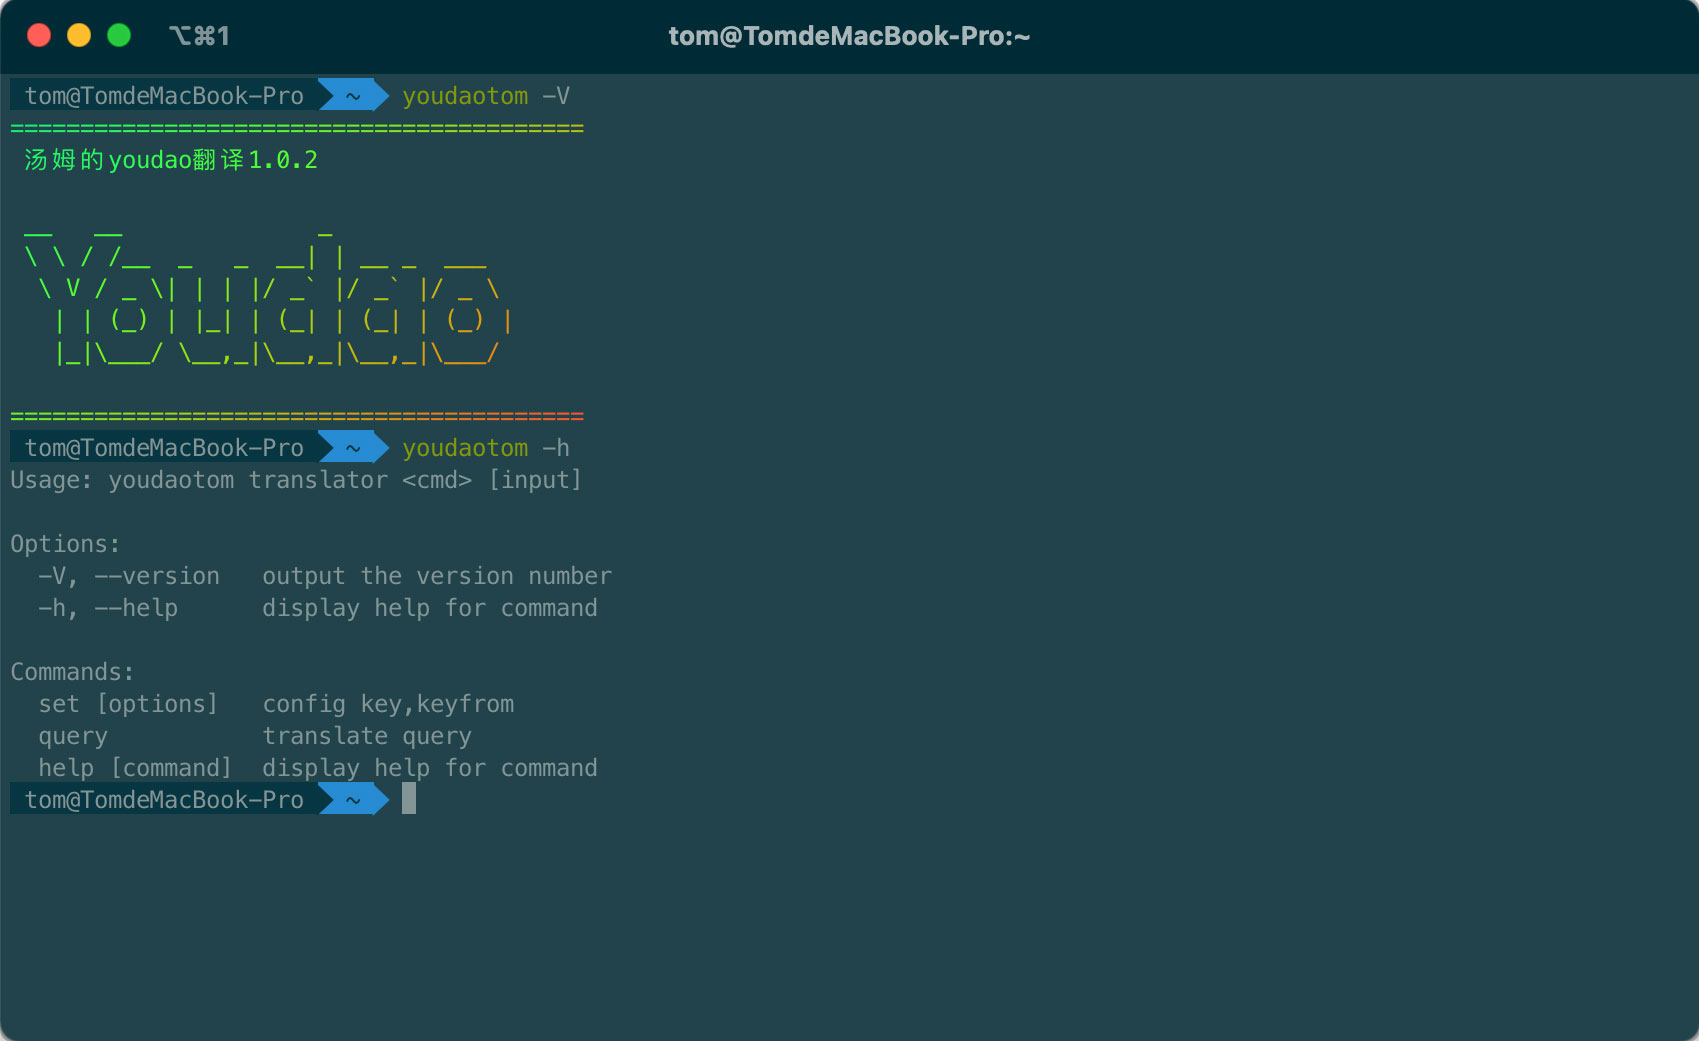 ⌥⌘1 tom@TomdeMacBook-Pro:~
tom@TomdeMacBook-Pro ~ youdaotom -V
=========================================
汤姆的youdao翻译1.0.2
 __   __              _
 \ \ / /__  _   _  __| | __ _  ___
  \ V / _ \| | | |/ _` |/ _` |/ _ \
   | | (_) | |_| | (_| | (_| | (_) |
   |_|\___/ \__,_|\__,_|\__,_|\___/
=========================================
tom@TomdeMacBook-Pro ~ youdaotom -h
Usage: youdaotom translator <cmd> [input]
Options:
  -V, --version   output the version number
  -h, --help      display help for command
Commands:
  set [options]   config key,keyfrom
  query           translate query
  help [command]  display help for command
tom@TomdeMacBook-Pro ~